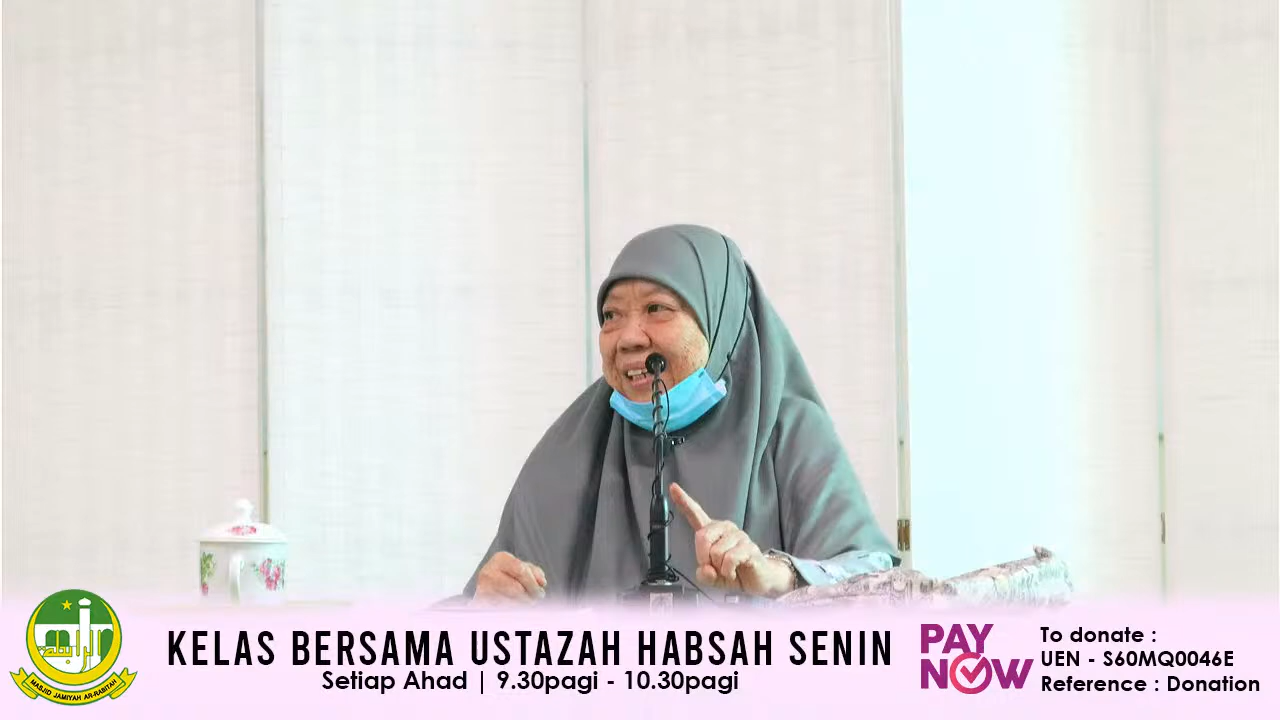 KELAS BERSAMA USTAZAH HABSAH SENIN
Setiap Ahad | 9.30pagi - 10.30pagi
PAY
NOW
To donate :
UEN - S60MQ0046E
Reference : Donation
MASJID JAMIYAH AR-RABITAH